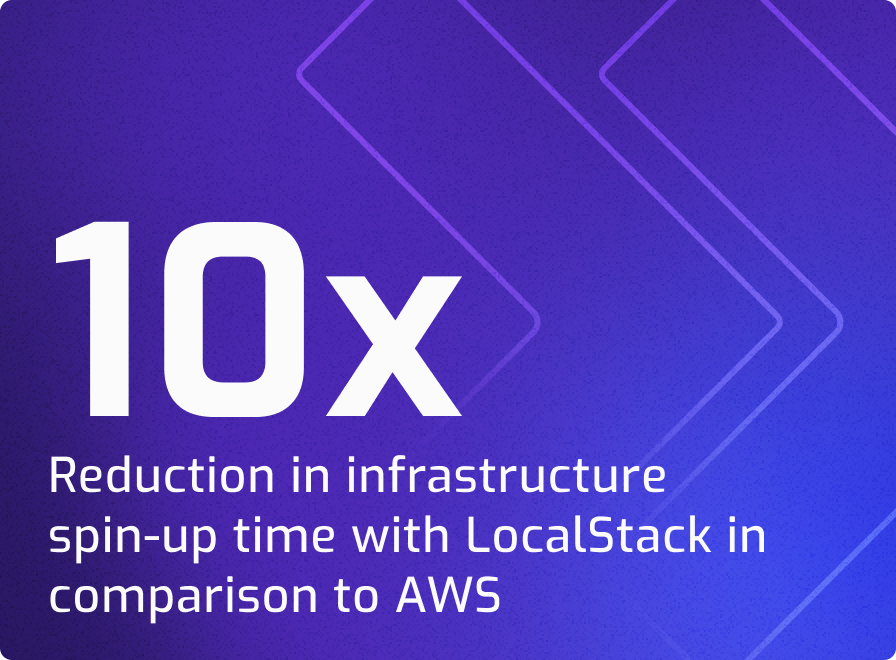 10x
Reduction in infrastructure
spin-up time with LocalStack in
comparison to AWS